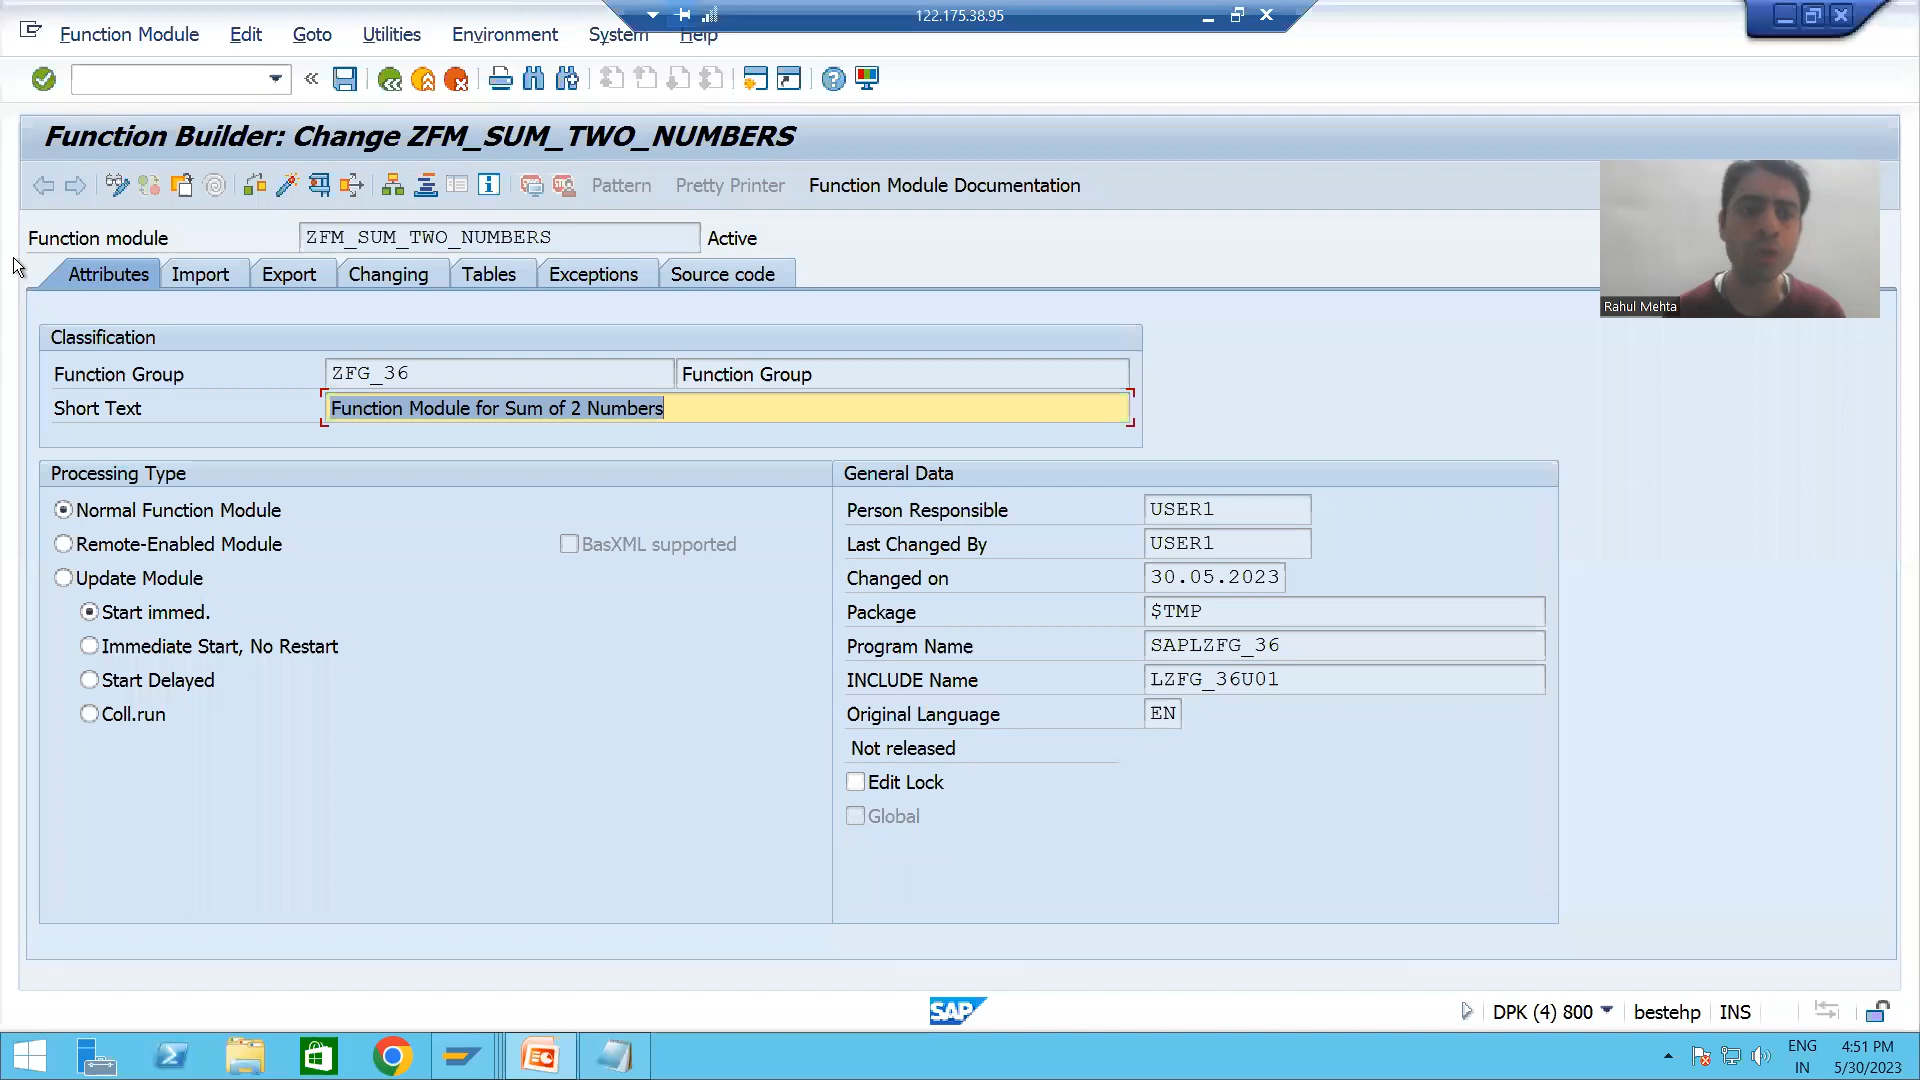 122.175.38.95
Function Module Edit Goto Utilities Environment System Help
Function Builder: Change ZFM_SUM_TWO_NUMBERS
Pattern Pretty Printer Function Module Documentation
Function module ZFM_SUM_TWO_NUMBERS Active
Attributes Import Export Changing Tables Exceptions Source code
Rahul Mehta
Classification
Function Group ZFG_36 Function Group
Short Text Function Module for Sum of 2 Numbers
Processing Type
Normal Function Module
Remote-Enabled Module BasXML supported
Update Module
Start immed.
Immediate Start, No Restart
Start Delayed
Coll.run
General Data
Person Responsible USER1
Last Changed By USER1
Changed on 30.05.2023
Package $TMP
Program Name SAPLZFG_36
INCLUDE Name LZFG_36U01
Original Language EN
Not released
Edit Lock
Global
SAP DPK (4) 800 bestehp INS
ENG 4:51 PM
IN 5/30/2023